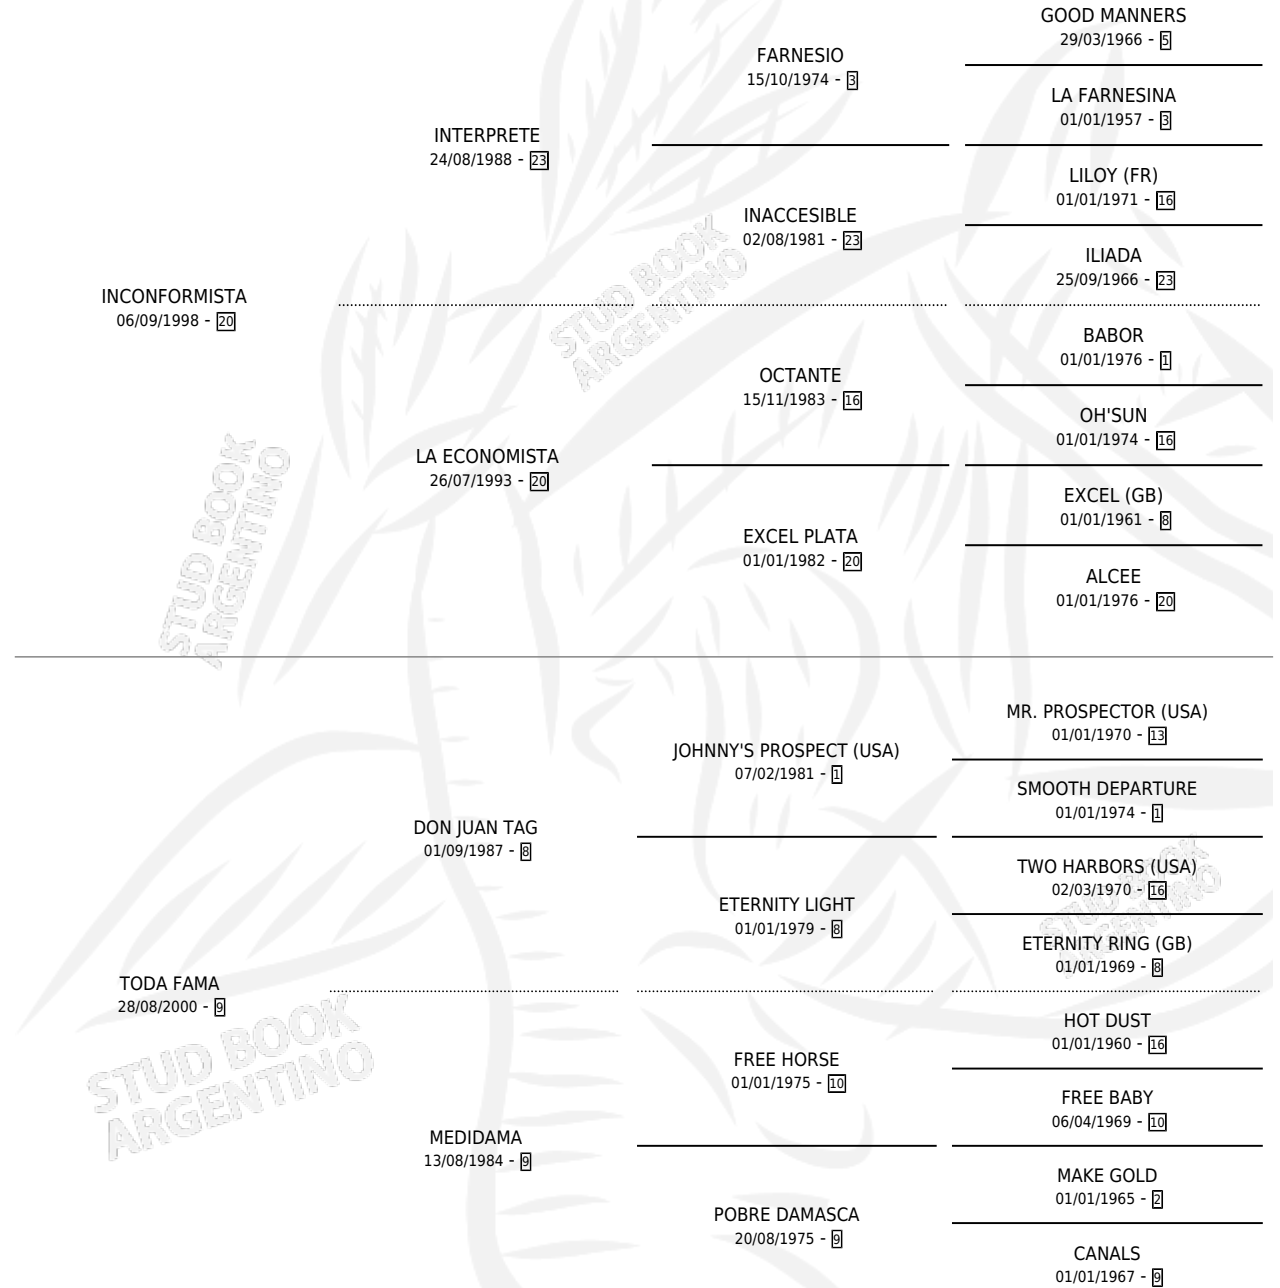 GOOD MANNERS
29/03/1966 - 5
FARNESIO
15/10/1974 - 3
LA FARNESINA
01/01/1957 - 3
INTERPRETE
24/08/1988 - 23
LILOY (FR)
01/01/1971 - 16
INACCESIBLE
02/08/1981 - 23
ILIADA
25/09/1966 - 23
INCONFORMISTA
06/09/1998 - 20
BABOR
01/01/1976 - 1
OCTANTE
15/11/1983 - 16
OH'SUN
01/01/1974 - 16
LA ECONOMISTA
26/07/1993 - 20
EXCEL (GB)
01/01/1961 - 8
EXCEL PLATA
01/01/1982 - 20
ALCEE
01/01/1976 - 20
STUD BOOK
ARGENTINO
STUD BOOK
ARGENTINO
MR. PROSPECTOR (USA)
01/01/1970 - 13
JOHNNY'S PROSPECT (USA)
07/02/1981 - 1
SMOOTH DEPARTURE
01/01/1974 - 1
DON JUAN TAG
01/09/1987 - 8
TWO HARBORS (USA)
02/03/1970 - 16
ETERNITY LIGHT
01/01/1979 - 8
ETERNITY RING (GB)
01/01/1969 - 8
TODA FAMA
28/08/2000 - 9
HOT DUST
01/01/1960 - 16
FREE HORSE
01/01/1975 - 10
FREE BABY
06/04/1969 - 10
MEDIDAMA
13/08/1984 - 9
MAKE GOLD
01/01/1965 - 2
POBRE DAMASCA
20/08/1975 - 9
CANALS
01/01/1967 - 9
STUD BOOK
ARGENTINO
STUD BOOK
ARGENTINO